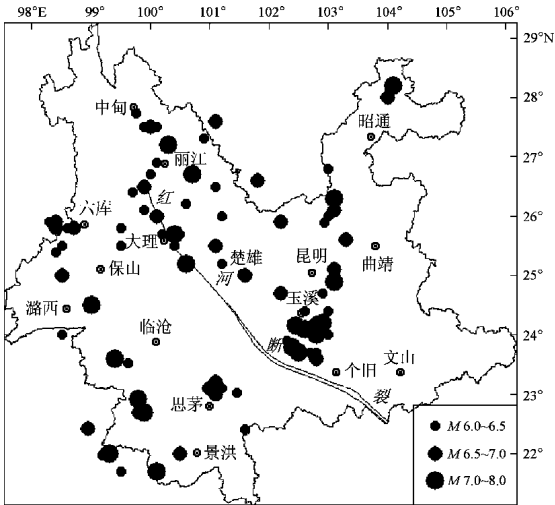 98°E 99° 100° 101° 102° 103° 104° 105° 106°
29°N
28°
27°
26°
25°
24°
23°
22°
中甸
昭通
丽江
红
六库
大理
楚雄
昆明
曲靖
保山
河
玉溪
潞西
临沧
断
个旧
文山
裂
思茅
景洪
M 6.0~6.5
M 6.5~7.0
M 7.0~8.0